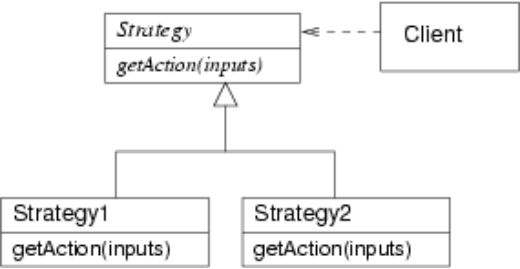 Strategy
getAction(inputs)
Client
Strategy1
getAction(inputs)
Strategy2
getAction(inputs)